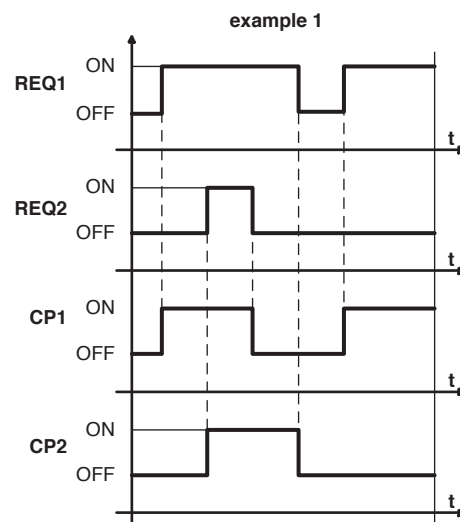 example 1
ON
REQ1
OFF
t
ON
REQ2
OFF
t
ON
CP1
OFF
t
ON
CP2
OFF
t